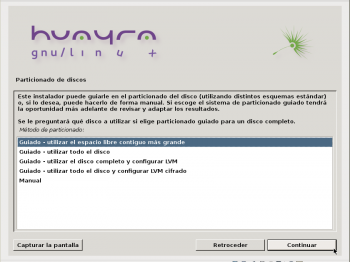 huayra
gnu/linux +
Particionado de discos
Este instalador puede guiarle en el particionado del disco (utilizando distintos esquemas estándar)
o, si lo desea, puede hacerlo de forma manual. Si escoge el sistema de particionado guiado tendrá
la oportunidad más adelante de revisar y adaptar los resultados.
Se le preguntará qué disco a utilizar si elige particionado guiado para un disco completo.
Método de particionado:
Guiado - utilizar el espacio libre contiguo más grande
Guiado - utilizar todo el disco
Guiado - utilizar el disco completo y configurar LVM
Guiado - utilizar todo el disco y configurar LVM cifrado
Manual
Capturar la pantalla
Retroceder
Continuar